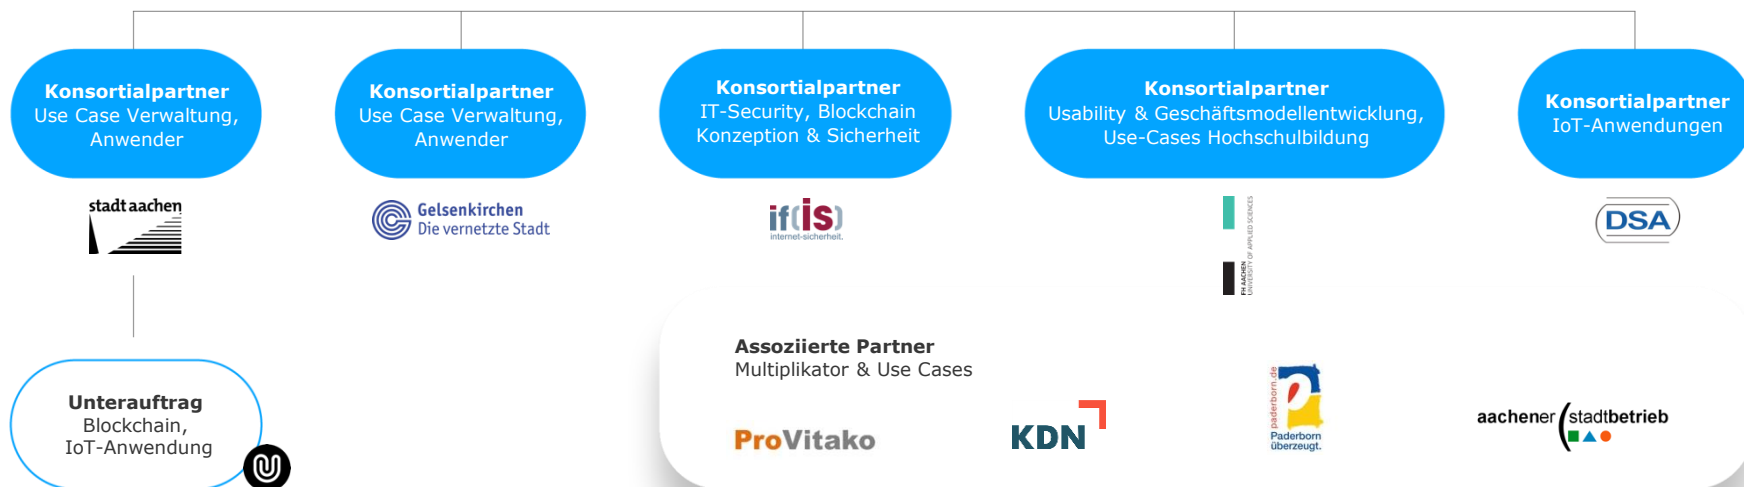 Konsortialpartner
Use Case Verwaltung,
Anwender
Konsortialpartner
Use Case Verwaltung,
Anwender
Konsortialpartner
IT-Security, Blockchain
Konzeption & Sicherheit
Konsortialpartner
Usability & Geschäftsmodellentwicklung,
Use-Cases Hochschulbildung
Konsortialpartner
IoT-Anwendungen
stadt aachen
Gelsenkirchen
Die vernetzte Stadt
if(is)
internet-sicherheit.
FH AACHEN
UNIVERSITY OF APPLIED SCIENCES
DSA
Unterauftrag
Blockchain,
IoT-Anwendung
Assoziierte Partner
Multiplikator & Use Cases
ProVitako
KDN
paderborn.de
Paderborn
überzeugt.
aachener stadtbetrieb